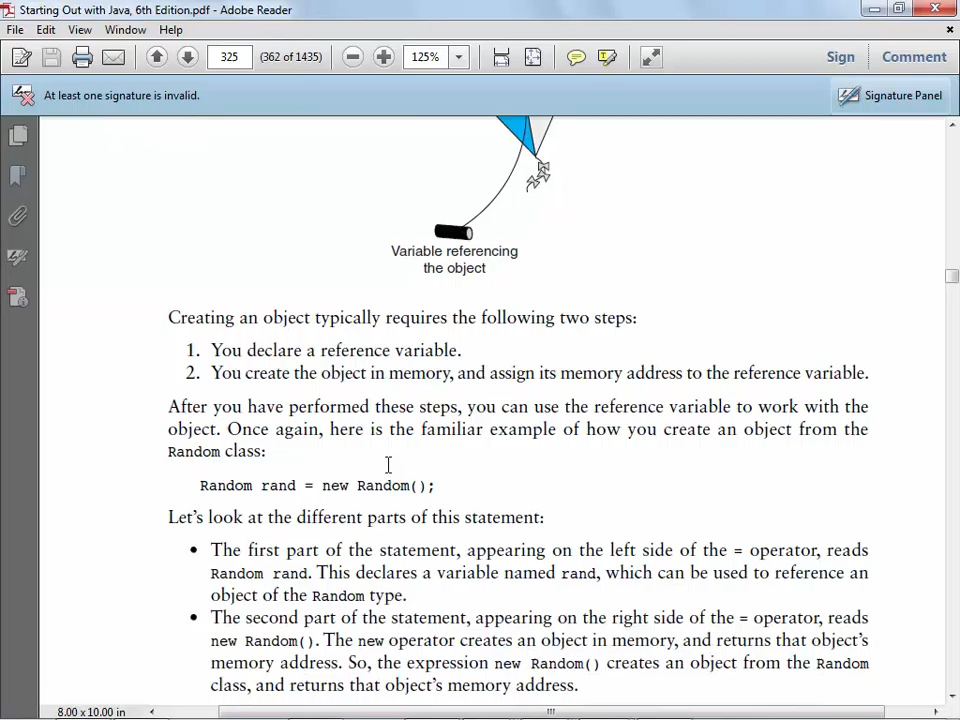 Starting Out with Java, 6th Edition.pdf - Adobe Reader
File Edit View Window Help
325 (362 of 1435) 125% Sign Comment
At least one signature is invalid. Signature Panel
Variable referencing
the object
Creating an object typically requires the following two steps:
1. You declare a reference variable.
2. You create the object in memory, and assign its memory address to the reference variable.
After you have performed these steps, you can use the reference variable to work with the
object. Once again, here is the familiar example of how you create an object from the
Random class:
Random rand = new Random();
Let's look at the different parts of this statement:
• The first part of the statement, appearing on the left side of the = operator, reads
Random rand. This declares a variable named rand, which can be used to reference an
object of the Random type.
• The second part of the statement, appearing on the right side of the = operator, reads
new Random(). The new operator creates an object in memory, and returns that object's
memory address. So, the expression new Random() creates an object from the Random
class, and returns that object's memory address.
8.00 x 10.00 in